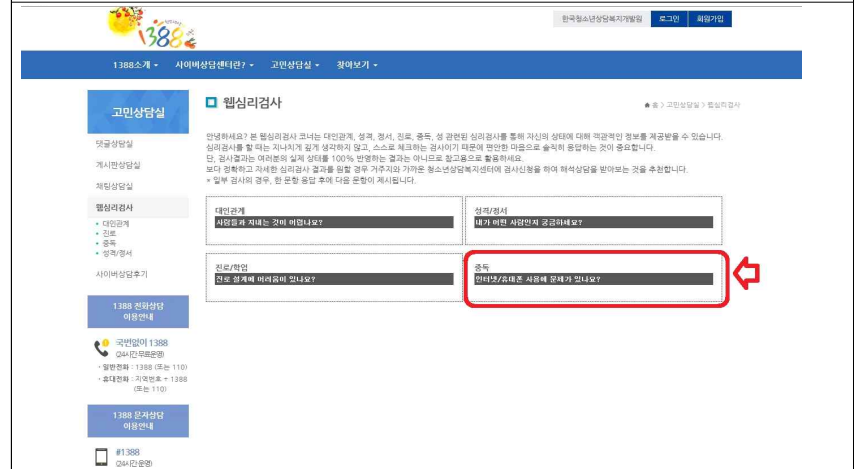 1388
한국청소년상담복지개발원 로그인 회원가입
1388소개 사이버상담센터란? 고민상담실 찾아보기
고민상담실
댓글상담실
게시판상담실
채팅상담실
웹심리검사
• 대인관계
• 진로
• 중독
• 성격/정서
사이버상담후기
1388 전화상담
이용안내
국번없이 1388
(24시간 무료운영)
· 일반전화 : 1388 (또는 110)
· 휴대전화 : 지역번호 + 1388
(또는 110)
1388 문자상담
이용안내
#1388
(24시간 운영)
웹심리검사
홈 > 고민상담실 > 웹심리검사
안녕하세요? 본 웹심리검사 코너는 대인관계, 성격, 정서, 진로, 중독, 성 관련된 심리검사를 통해 자신의 상태에 대해 객관적인 정보를 제공받을 수 있습니다.
심리검사를 할 때는 지나치게 깊게 생각하지 않고, 스스로 체크하는 검사이기 때문에 편안한 마음으로 솔직히 응답하는 것이 중요합니다.
단, 검사결과는 여러분의 실제 상태를 100% 반영하는 결과는 아니므로 참고용으로 활용하세요.
보다 정확하고 자세한 심리검사 결과를 원할 경우 거주지와 가까운 청소년상담복지센터에 검사신청을 하여 해석상담을 받아보는 것을 추천합니다.
* 일부 검사의 경우, 한 문항 응답 후에 다음 문항이 제시됩니다.
대인관계
사람들과 지내는 것이 어렵나요?
성격/정서
내가 어떤 사람인지 궁금하세요?
진로/학업
진로 설계에 어려움이 있나요?
중독
인터넷/휴대폰 사용에 문제가 있나요?